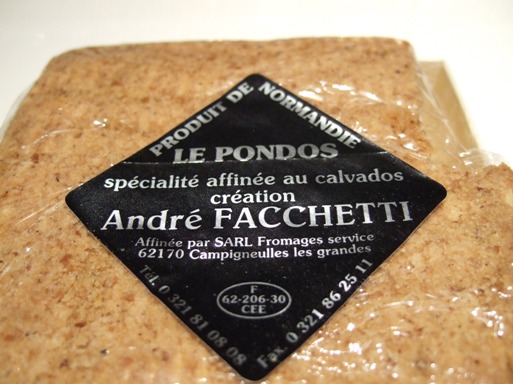 PRODUIT DE NORMANDIE
LE PONDOS
spécialité affinée au calvados
création
André FACCHETTI
Affinée par SARL Fromages service
62170 Campigneulles les grandes
Tél. 0 321 81 08 08
F
62-206-30
CEE
Fax 0 321 86 25 11